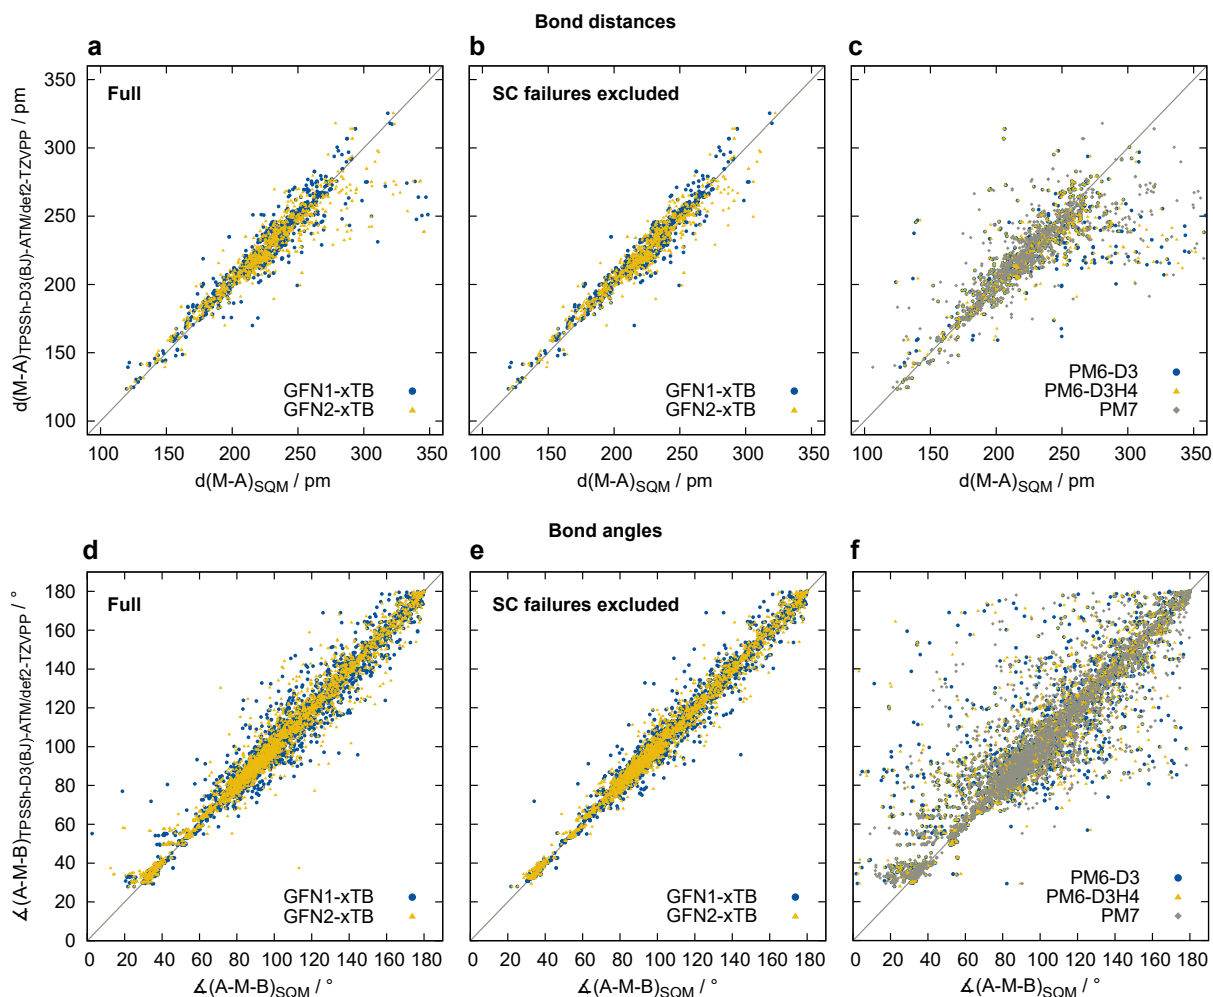 Bond distances
a
b
c
d(M-A)TPSSh-D3(BJ)-ATM/def2-TZVPP / pm
350
300
250
200
150
100
Full
GFN1-xTB
GFN2-xTB
100 150 200 250 300 350
d(M-A)SQM / pm
SC failures excluded
GFN1-xTB
GFN2-xTB
100 150 200 250 300 350
d(M-A)SQM / pm
PM6-D3
PM6-D3H4
PM7
100 150 200 250 300 350
d(M-A)SQM / pm
Bond angles
d
e
f
∡(A-M-B)TPSSh-D3(BJ)-ATM/def2-TZVPP / °
180
160
140
120
100
80
60
40
20
0
Full
GFN1-xTB
GFN2-xTB
0 20 40 60 80 100 120 140 160 180
∡(A-M-B)SQM / °
SC failures excluded
GFN1-xTB
GFN2-xTB
0 20 40 60 80 100 120 140 160 180
∡(A-M-B)SQM / °
PM6-D3
PM6-D3H4
PM7
0 20 40 60 80 100 120 140 160 180
∡(A-M-B)SQM / °